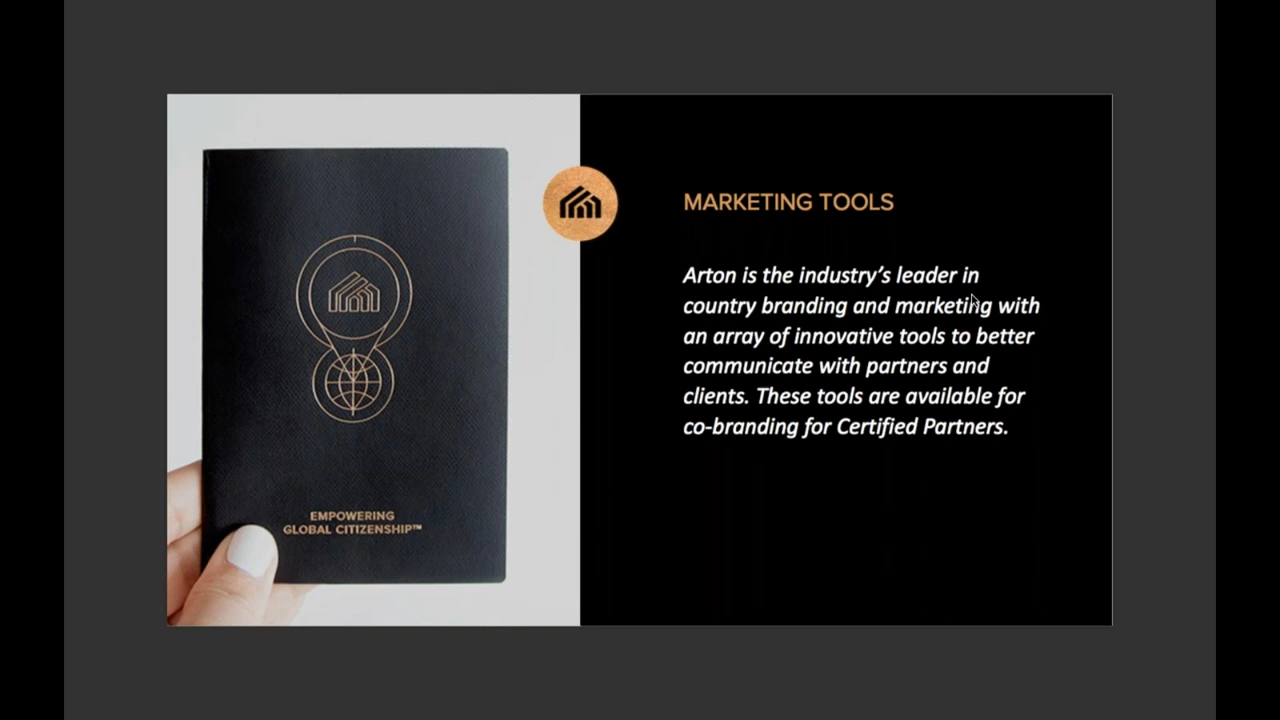 EMPOWERING
GLOBAL CITIZENSHIP™
MARKETING TOOLS
Arton is the industry's leader in
country branding and marketing with
an array of innovative tools to better
communicate with partners and
clients. These tools are available for
co-branding for Certified Partners.